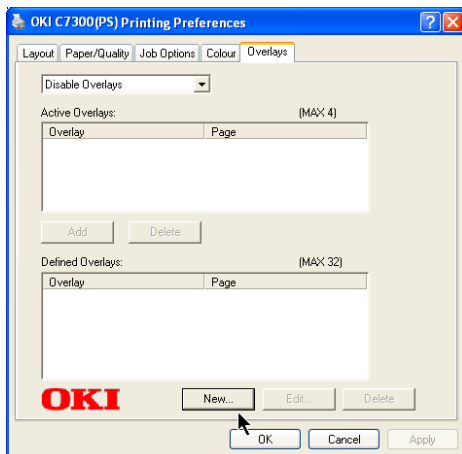 OKI C7300(PS) Printing Preferences
Layout Paper/Quality Job Options Colour Overlays
Disable Overlays
Active Overlays: (MAX 4)
Overlay Page
Add Delete
Defined Overlays: (MAX 32)
Overlay Page
OKI New... Edit... Delete
OK Cancel Apply